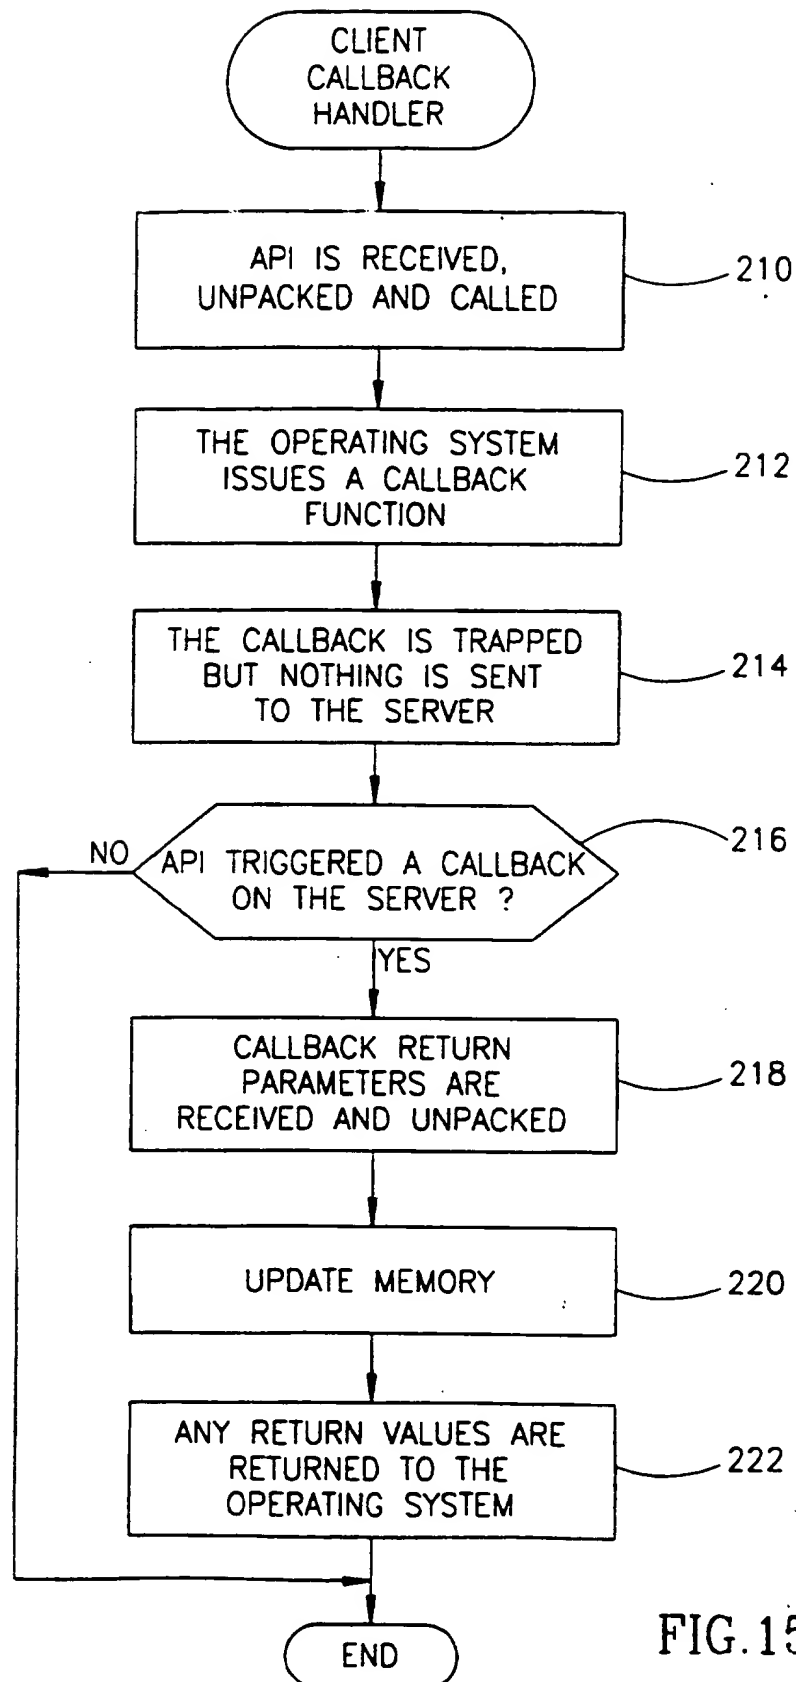 CLIENT
CALLBACK
HANDLER
API IS RECEIVED,
UNPACKED AND CALLED
210
THE OPERATING SYSTEM
ISSUES A CALLBACK
FUNCTION
212
THE CALLBACK IS TRAPPED
BUT NOTHING IS SENT
TO THE SERVER
214
216
NO
API TRIGGERED A CALLBACK
ON THE SERVER ?
YES
CALLBACK RETURN
PARAMETERS ARE
RECEIVED AND UNPACKED
218
UPDATE MEMORY
220
ANY RETURN VALUES ARE
RETURNED TO THE
OPERATING SYSTEM
222
END
FIG.15